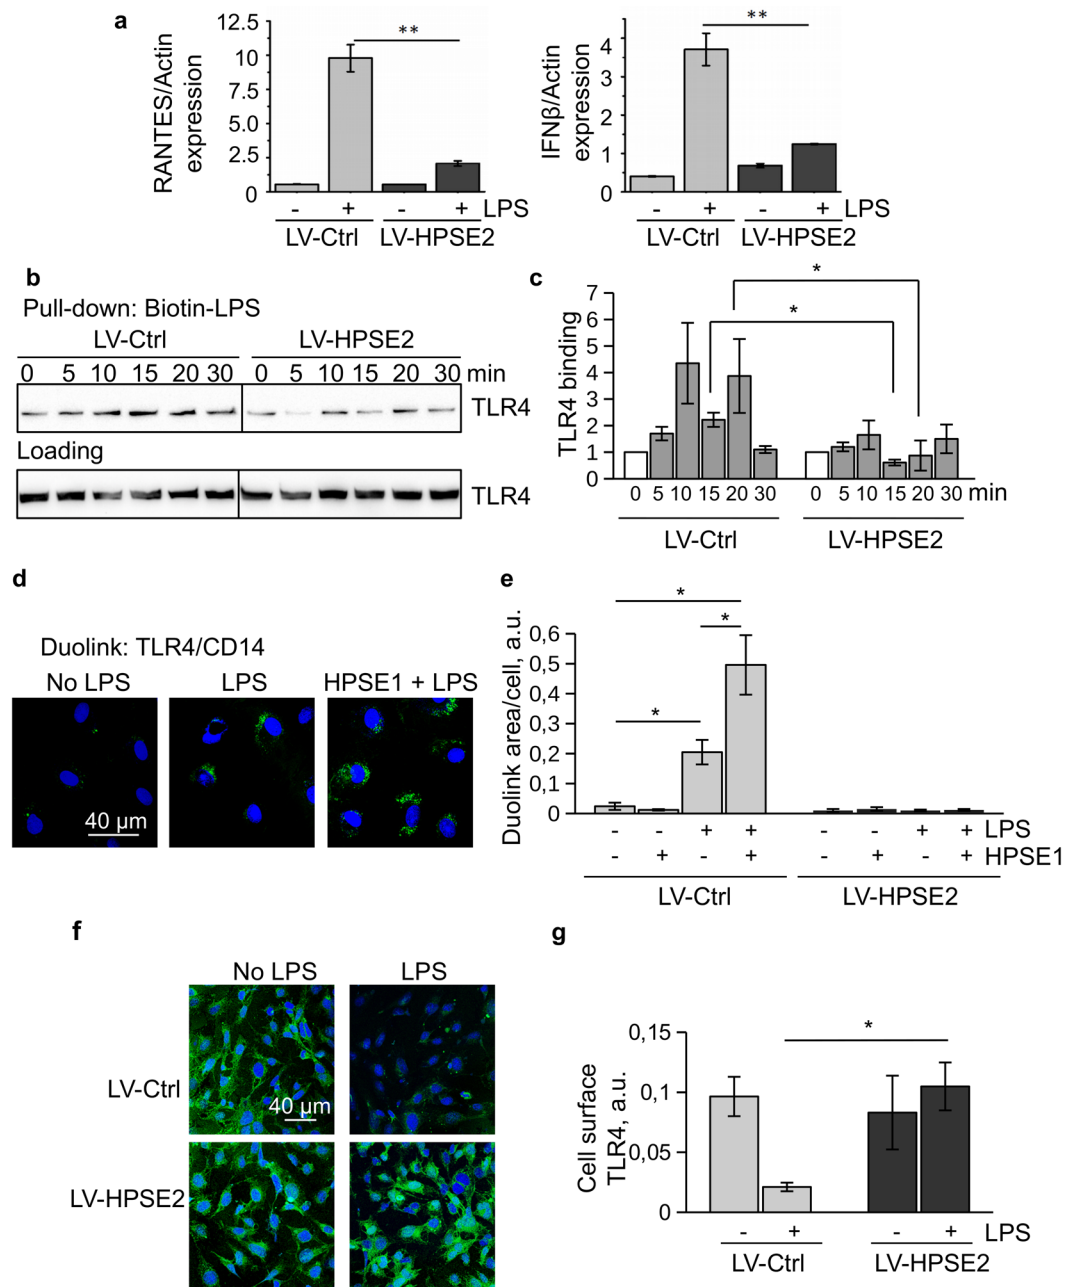 a
12.5
10
7.5
5.0
2.5
0
RANTES/Actin
expression
**
- + - + LPS
LV-Ctrl LV-HPSE2
4
3
2
1
0
IFNβ/Actin
expression
**
- + - + LPS
LV-Ctrl LV-HPSE2
b
Pull-down: Biotin-LPS
LV-Ctrl LV-HPSE2
0 5 10 15 20 30 0 5 10 15 20 30 min
TLR4
Loading
TLR4
c
7
6
5
4
3
2
1
0
TLR4 binding
*
*
0 5 10 15 20 30 0 5 10 15 20 30 min
LV-Ctrl LV-HPSE2
d
Duolink: TLR4/CD14
No LPS LPS HPSE1 + LPS
40 µm
e
Duolink area/cell, a.u.
0,6
0,5
0,4
0,3
0,2
0,1
0
*
*
*
- - + + - - + + LPS
- + - + - + - + HPSE1
LV-Ctrl LV-HPSE2
f
No LPS LPS
LV-Ctrl
40 µm
LV-HPSE2
g
Cell surface
TLR4, a.u.
0,15
0,1
0,05
0
*
- + - + LPS
LV-Ctrl LV-HPSE2